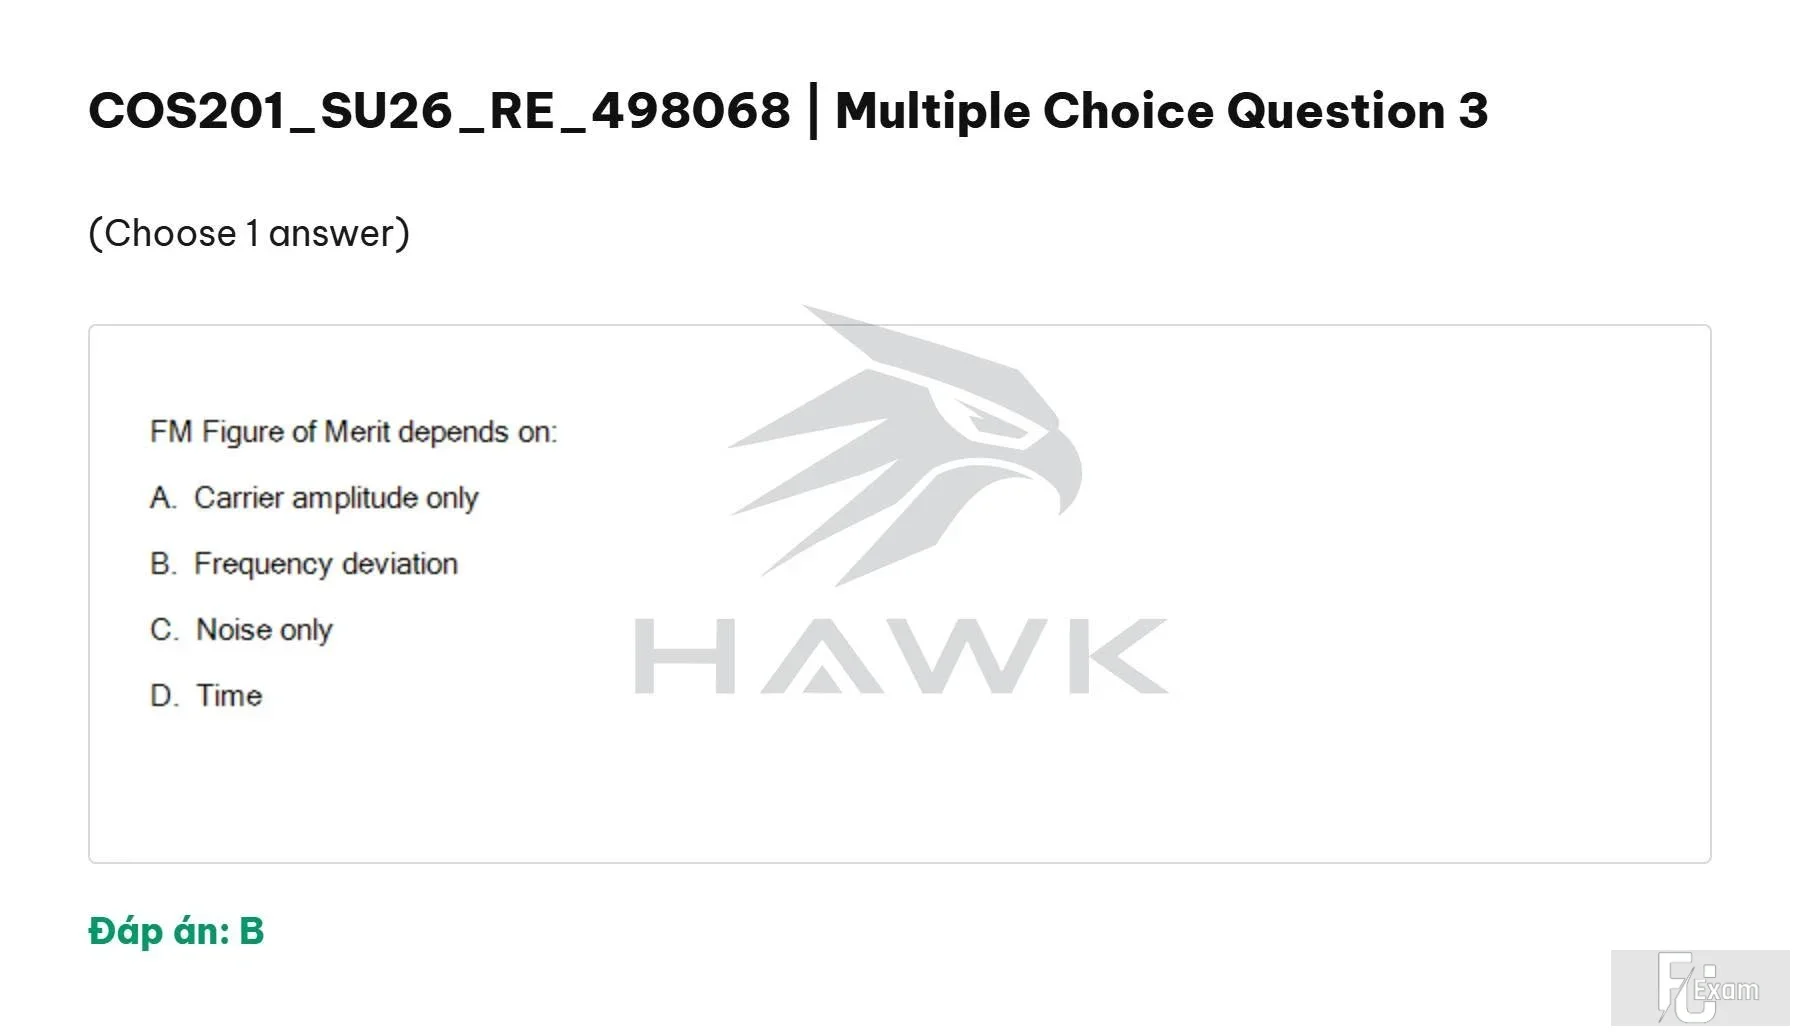 COS201_SU26_RE_498068 | Multiple Choice Question 3
(Choose 1 answer)
FM Figure of Merit depends on:
A. Carrier amplitude only
B. Frequency deviation
C. Noise only
D. Time
HAWK
Đáp án: B
FU Exam